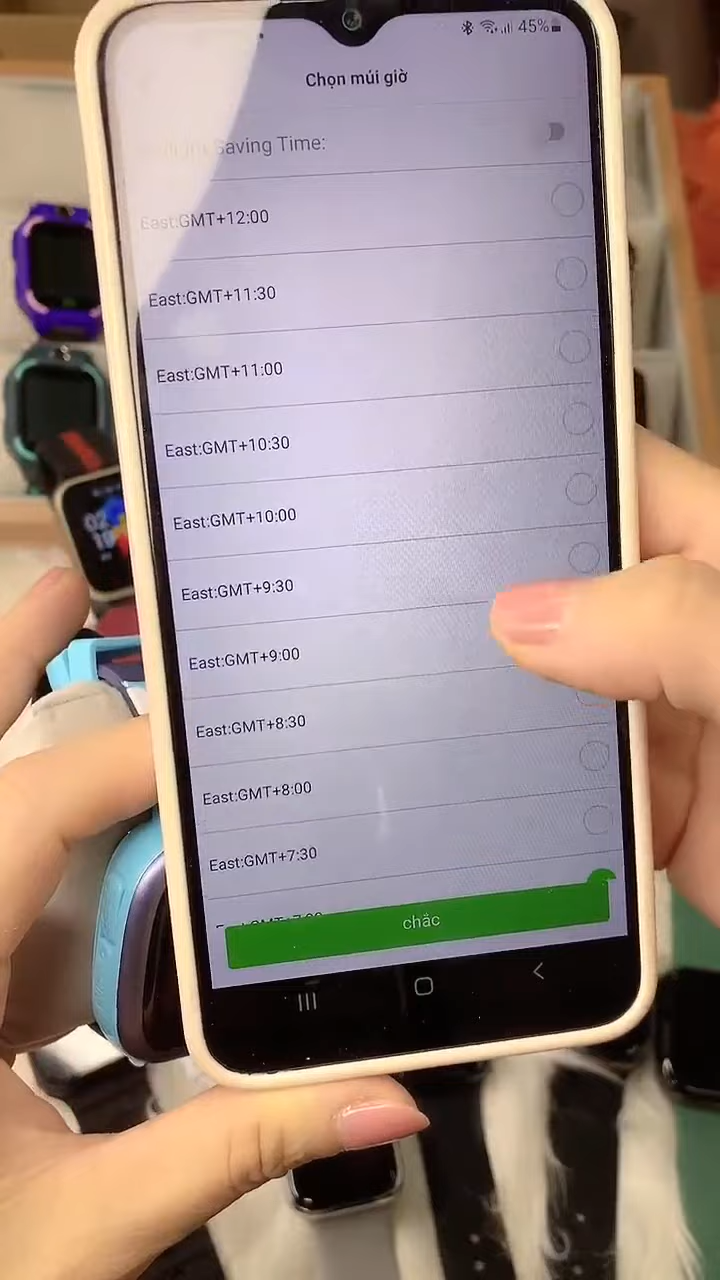 45%
Chọn múi giờ
Saving Time:
East:GMT+12:00
East:GMT+11:30
East:GMT+11:00
East:GMT+10:30
East:GMT+10:00
East:GMT+9:30
East:GMT+9:00
East:GMT+8:30
East:GMT+8:00
East:GMT+7:30
chắc